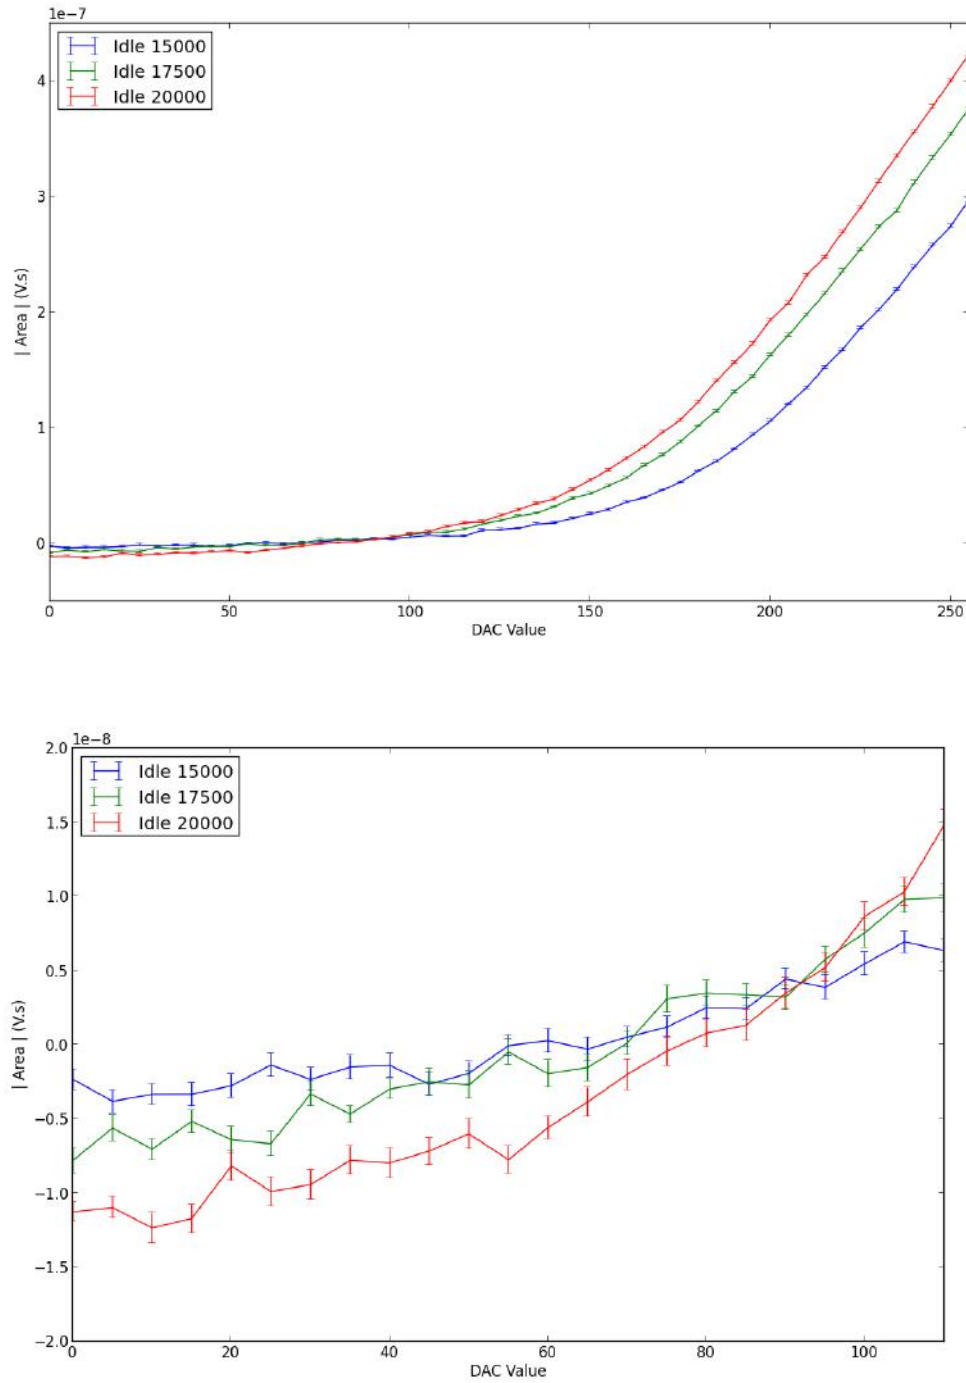 1e−7
Idle 15000
Idle 17500
Idle 20000
4
3
2
1
0
| Area | (V.s)
0 50 100 150 200 250
DAC Value
1e−8
2.0
Idle 15000
Idle 17500
Idle 20000
1.5
1.0
0.5
0.0
−0.5
−1.0
−1.5
−2.0
| Area | (V.s)
0 20 40 60 80 100
DAC Value